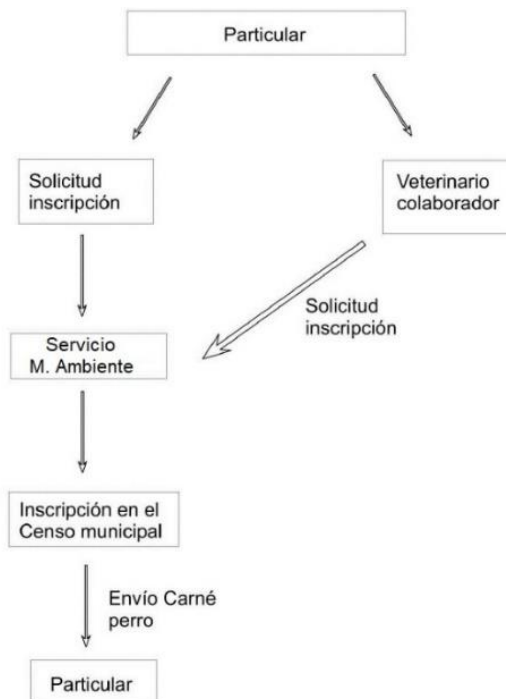 Particular
Solicitud
inscripción
Veterinario
colaborador
Solicitud
inscripción
Servicio
M. Ambiente
Inscripción en el
Censo municipal
Envío Carné
perro
Particular